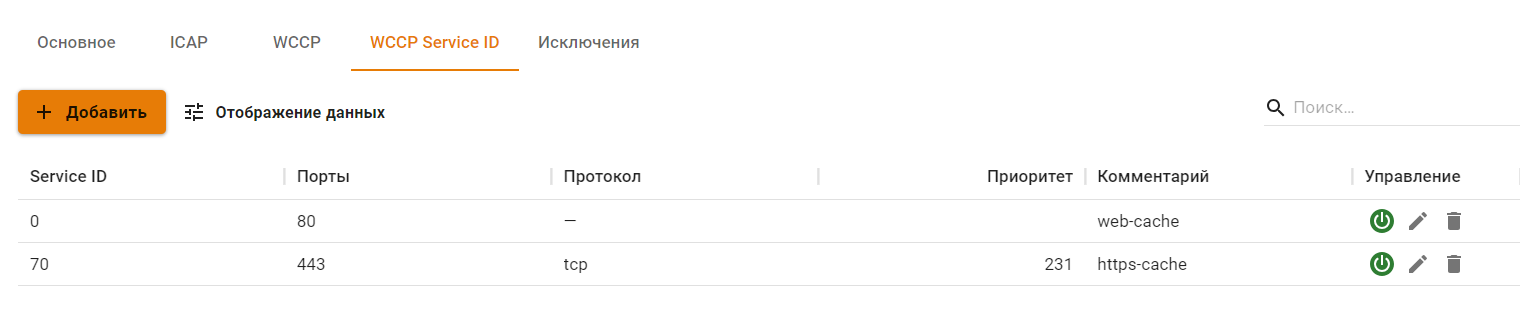 Основное ICAP WCCP WCCP Service ID Исключения
Добавить Отображение данных Поиск...
Service ID Порты Протокол Приоритет Комментарий Управление
0 80 — web-cache
70 443 tcp 231 https-cache